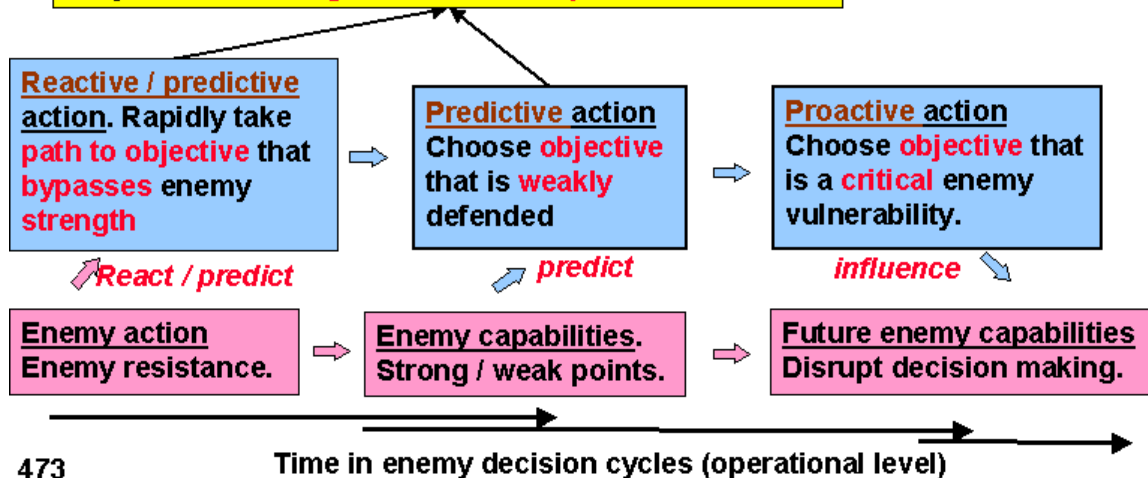 Reactive / predictive
action. Rapidly take
path to objective that
bypasses enemy
strength
Predictive action
Choose objective
that is weakly
defended
Proactive action
Choose objective that
is a critical enemy
vulnerability.
React / predict
predict
influence
Enemy action
Enemy resistance.
Enemy capabilities.
Strong / weak points.
Future enemy capabilities
Disrupt decision making.
473
Time in enemy decision cycles (operational level)